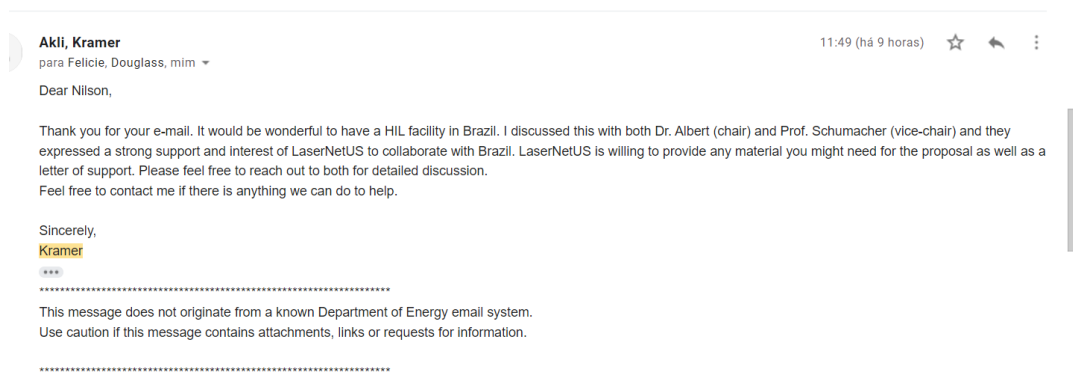 Akli, Kramer
11:49 (há 9 horas)
para Felicie, Douglass, mim
Dear Nilson,
Thank you for your e-mail. It would be wonderful to have a HIL facility in Brazil. I discussed this with both Dr. Albert (chair) and Prof. Schumacher (vice-chair) and they
expressed a strong support and interest of LaserNetUS to collaborate with Brazil. LaserNetUS is willing to provide any material you might need for the proposal as well as a
letter of support. Please feel free to reach out to both for detailed discussion.
Feel free to contact me if there is anything we can do to help.
Sincerely,
Kramer
•••
**********************************************************************
This message does not originate from a known Department of Energy email system.
Use caution if this message contains attachments, links or requests for information.
**********************************************************************